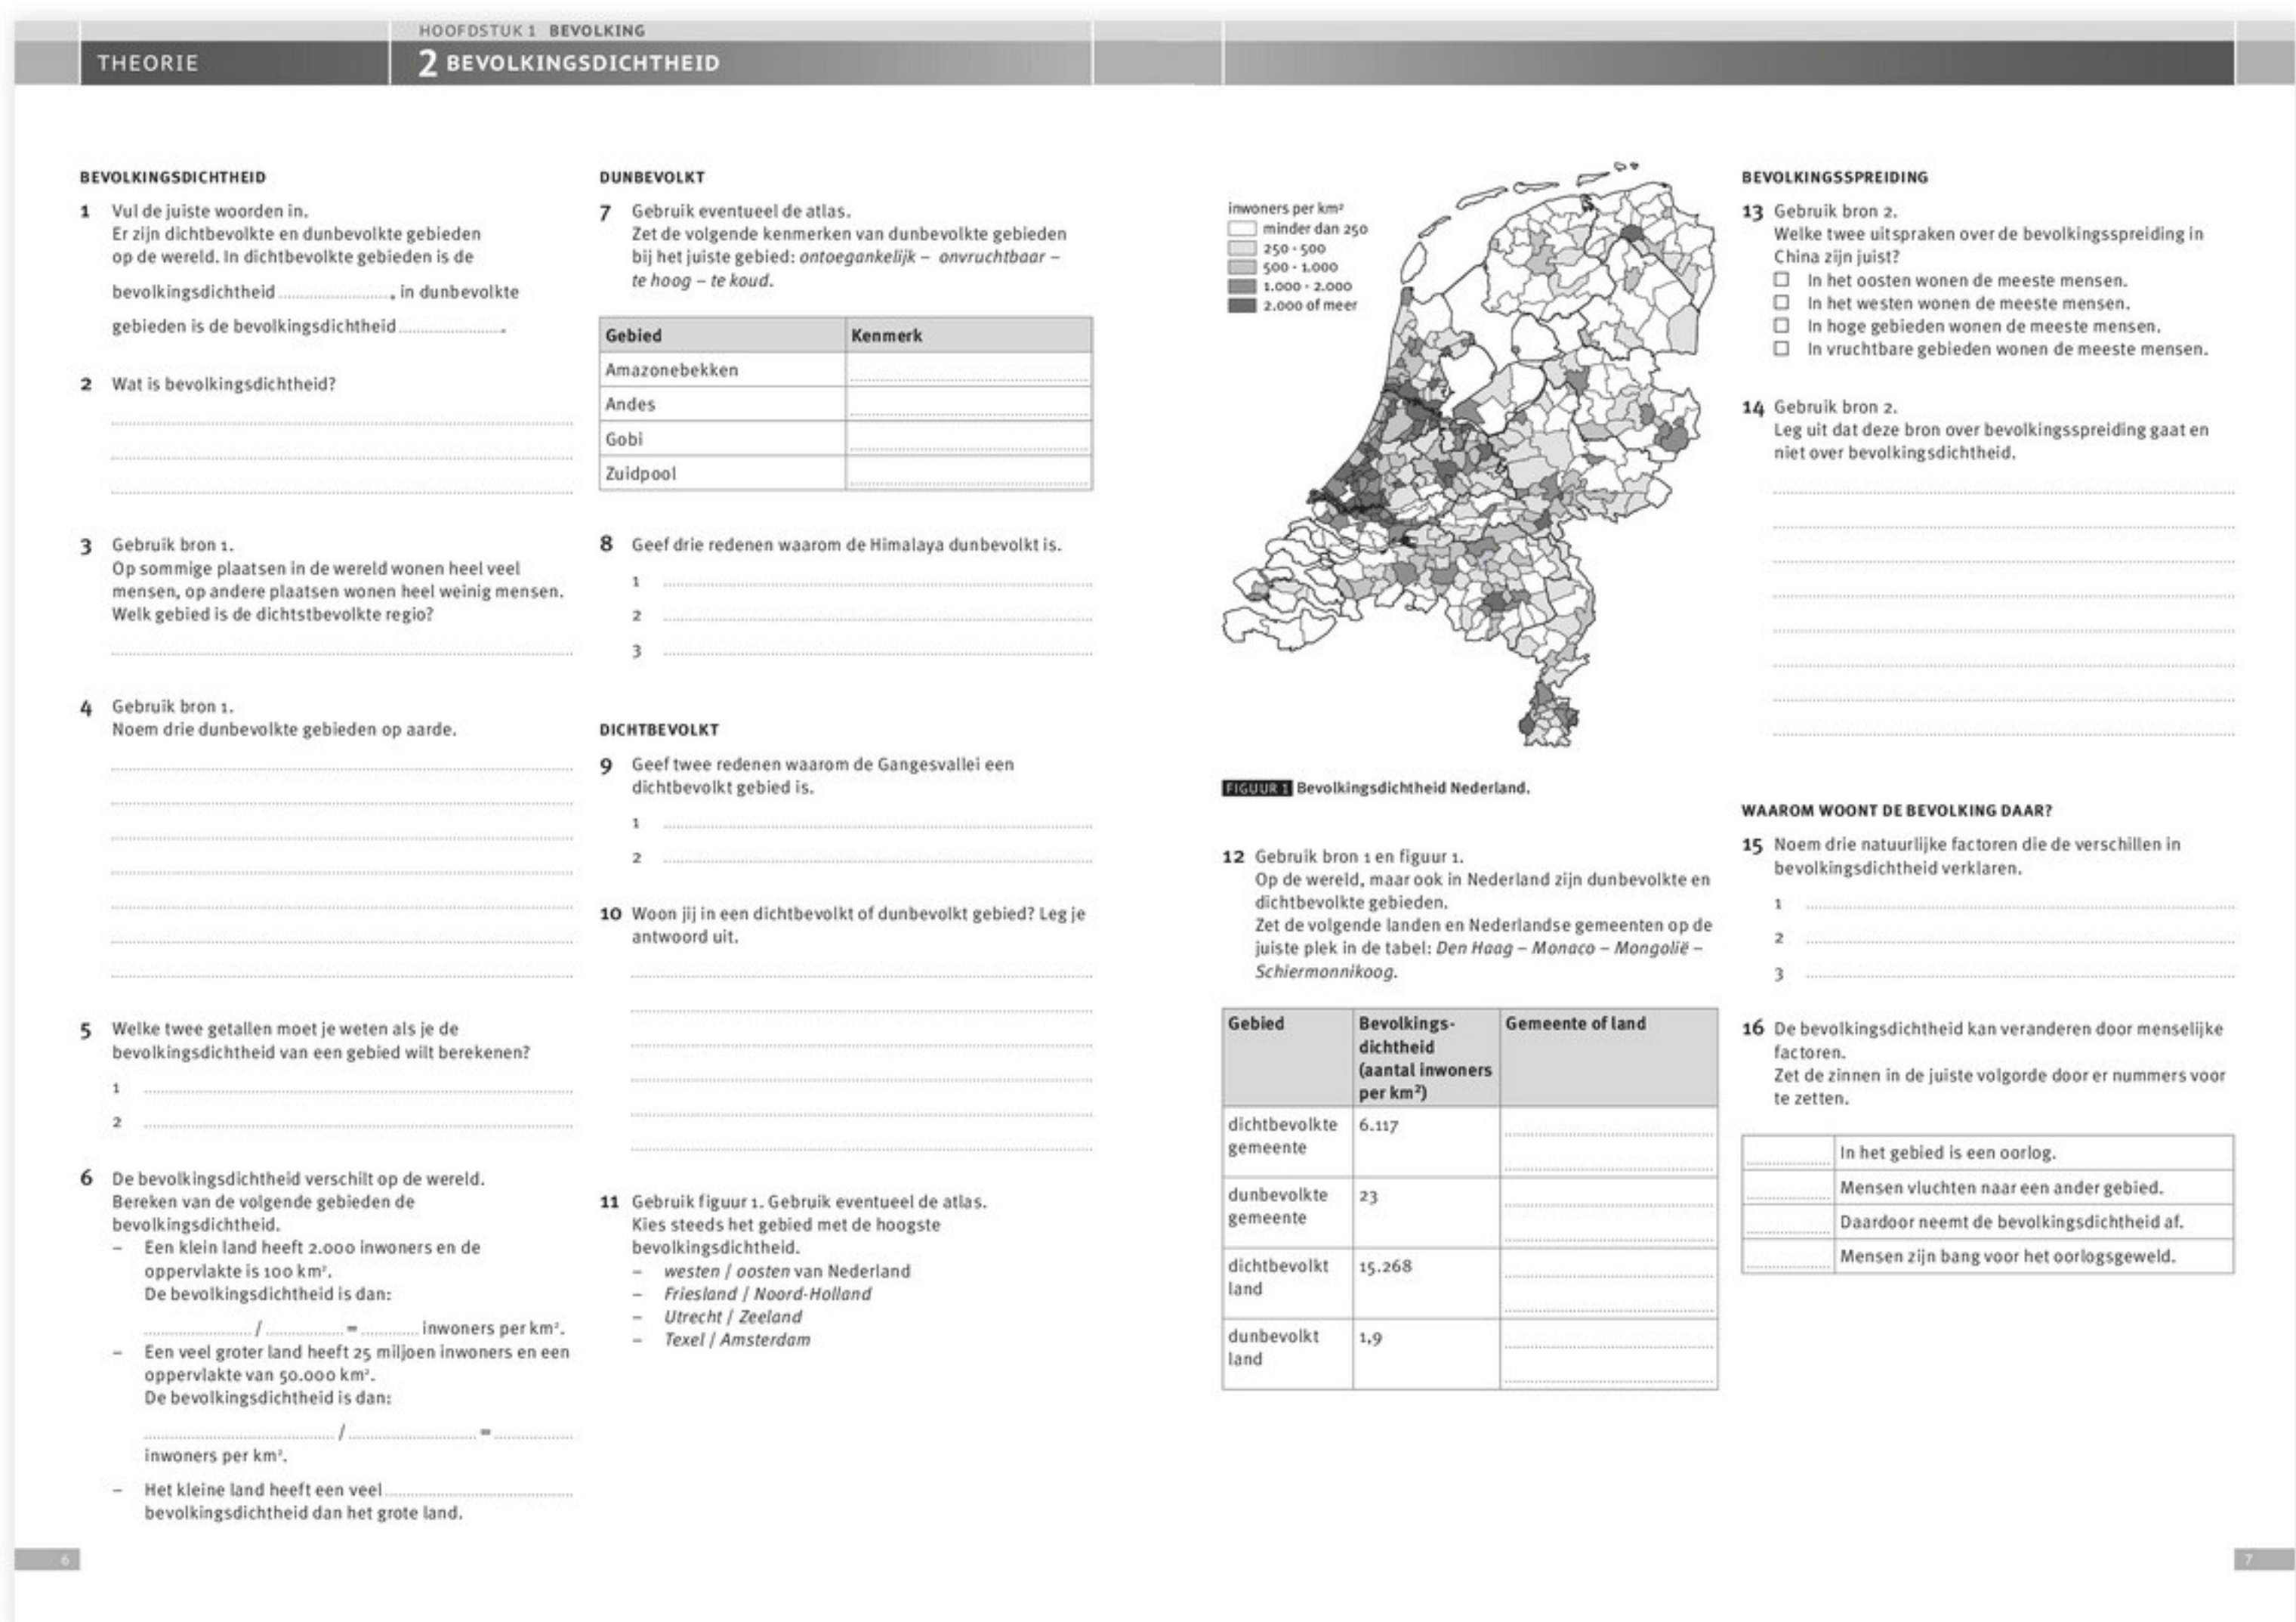 HOOFDSTUK 1 BEVOLKING
THEORIE
2 BEVOLKINGSDICHTHEID
BEVOLKINGSDICHTHEID
1 Vul de juiste woorden in.
Er zijn dichtbevolkte en dunbevolkte gebieden
op de wereld. In dichtbevolkte gebieden is de
bevolkingsdichtheid ........................, in dunbevolkte
gebieden is de bevolkingsdichtheid ........................
2 Wat is bevolkingsdichtheid?
3 Gebruik bron 1.
Op sommige plaatsen in de wereld wonen heel veel
mensen, op andere plaatsen wonen heel weinig mensen.
Welk gebied is de dichtstbevolkte regio?
4 Gebruik bron 1.
Noem drie dunbevolkte gebieden op aarde.
5 Welke twee getallen moet je weten als je de
bevolkingsdichtheid van een gebied wilt berekenen?
1
2
6 De bevolkingsdichtheid verschilt op de wereld.
Bereken van de volgende gebieden de
bevolkingsdichtheid.
– Een klein land heeft 2.000 inwoners en de
oppervlakte is 100 km².
De bevolkingsdichtheid is dan:
........................ / ................ = ............ inwoners per km².
– Een veel groter land heeft 25 miljoen inwoners en een
oppervlakte van 50.000 km².
De bevolkingsdichtheid is dan:
........................ / ........................ = ................
inwoners per km².
– Het kleine land heeft een veel ........................
bevolkingsdichtheid dan het grote land.
6
DUNBEVOLKT
7 Gebruik eventueel de atlas.
Zet de volgende kenmerken van dunbevolkte gebieden
bij het juiste gebied: ontoegankelijk – onvruchtbaar –
te hoog – te koud.
Gebied Kenmerk
Amazonebekken
Andes
Gobi
Zuidpool
8 Geef drie redenen waarom de Himalaya dunbevolkt is.
1
2
3
DICHTBEVOLKT
9 Geef twee redenen waarom de Gangesvallei een
dichtbevolkt gebied is.
1
2
10 Woon jij in een dichtbevolkt of dunbevolkt gebied? Leg je
antwoord uit.
11 Gebruik figuur 1. Gebruik eventueel de atlas.
Kies steeds het gebied met de hoogste
bevolkingsdichtheid.
– westen / oosten van Nederland
– Friesland / Noord-Holland
– Utrecht / Zeeland
– Texel / Amsterdam
inwoners per km²
minder dan 250
250 - 500
500 - 1.000
1.000 - 2.000
2.000 of meer
FIGUUR 1 Bevolkingsdichtheid Nederland.
12 Gebruik bron 1 en figuur 1.
Op de wereld, maar ook in Nederland zijn dunbevolkte en
dichtbevolkte gebieden.
Zet de volgende landen en Nederlandse gemeenten op de
juiste plek in de tabel: Den Haag – Monaco – Mongolië –
Schiermonnikoog.
Gebied Bevolkings- Gemeente of land
dichtheid
(aantal inwoners
per km²)
dichtbevolkte 6.117
gemeente
dunbevolkte 23
gemeente
dichtbevolkt 15.268
land
dunbevolkt 1,9
land
BEVOLKINGSSPREIDING
13 Gebruik bron 2.
Welke twee uitspraken over de bevolkingsspreiding in
China zijn juist?
☐ In het oosten wonen de meeste mensen.
☐ In het westen wonen de meeste mensen.
☐ In hoge gebieden wonen de meeste mensen.
☐ In vruchtbare gebieden wonen de meeste mensen.
14 Gebruik bron 2.
Leg uit dat deze bron over bevolkingsspreiding gaat en
niet over bevolkingsdichtheid.
WAAROM WOONT DE BEVOLKING DAAR?
15 Noem drie natuurlijke factoren die de verschillen in
bevolkingsdichtheid verklaren.
1
2
3
16 De bevolkingsdichtheid kan veranderen door menselijke
factoren.
Zet de zinnen in de juiste volgorde door er nummers voor
te zetten.
In het gebied is een oorlog.
Mensen vluchten naar een ander gebied.
Daardoor neemt de bevolkingsdichtheid af.
Mensen zijn bang voor het oorlogsgeweld.
7